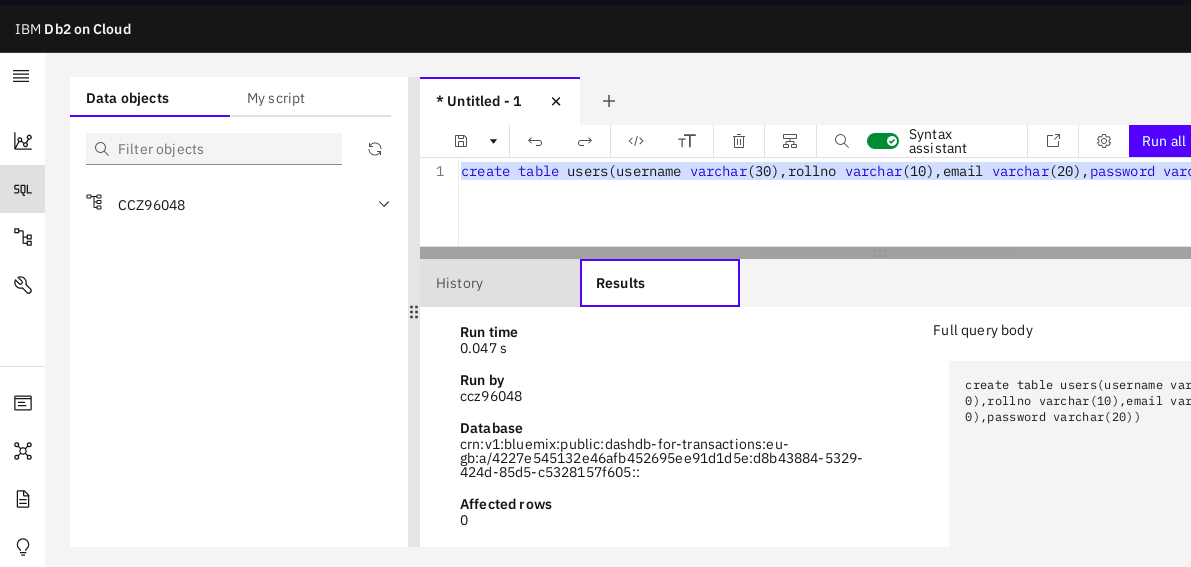 IBM Db2 on Cloud
Data objects
My script
Filter objects
SQL
CCZ96048
* Untitled - 1
Syntax assistant
Run all
1
create table users(username varchar(30),rollno varchar(10),email varchar(20),password varc
History
Results
Run time
0.047 s
Run by
ccz96048
Database
crn:v1:bluemix:public:dashdb-for-transactions:eu-
gb:a/4227e545132e46afb452695ee91d1d5e:d8b43884-5329-
424d-85d5-c5328157f605::
Affected rows
0
Full query body
create table users(username var
0),rollno varchar(10),email var
0),password varchar(20))